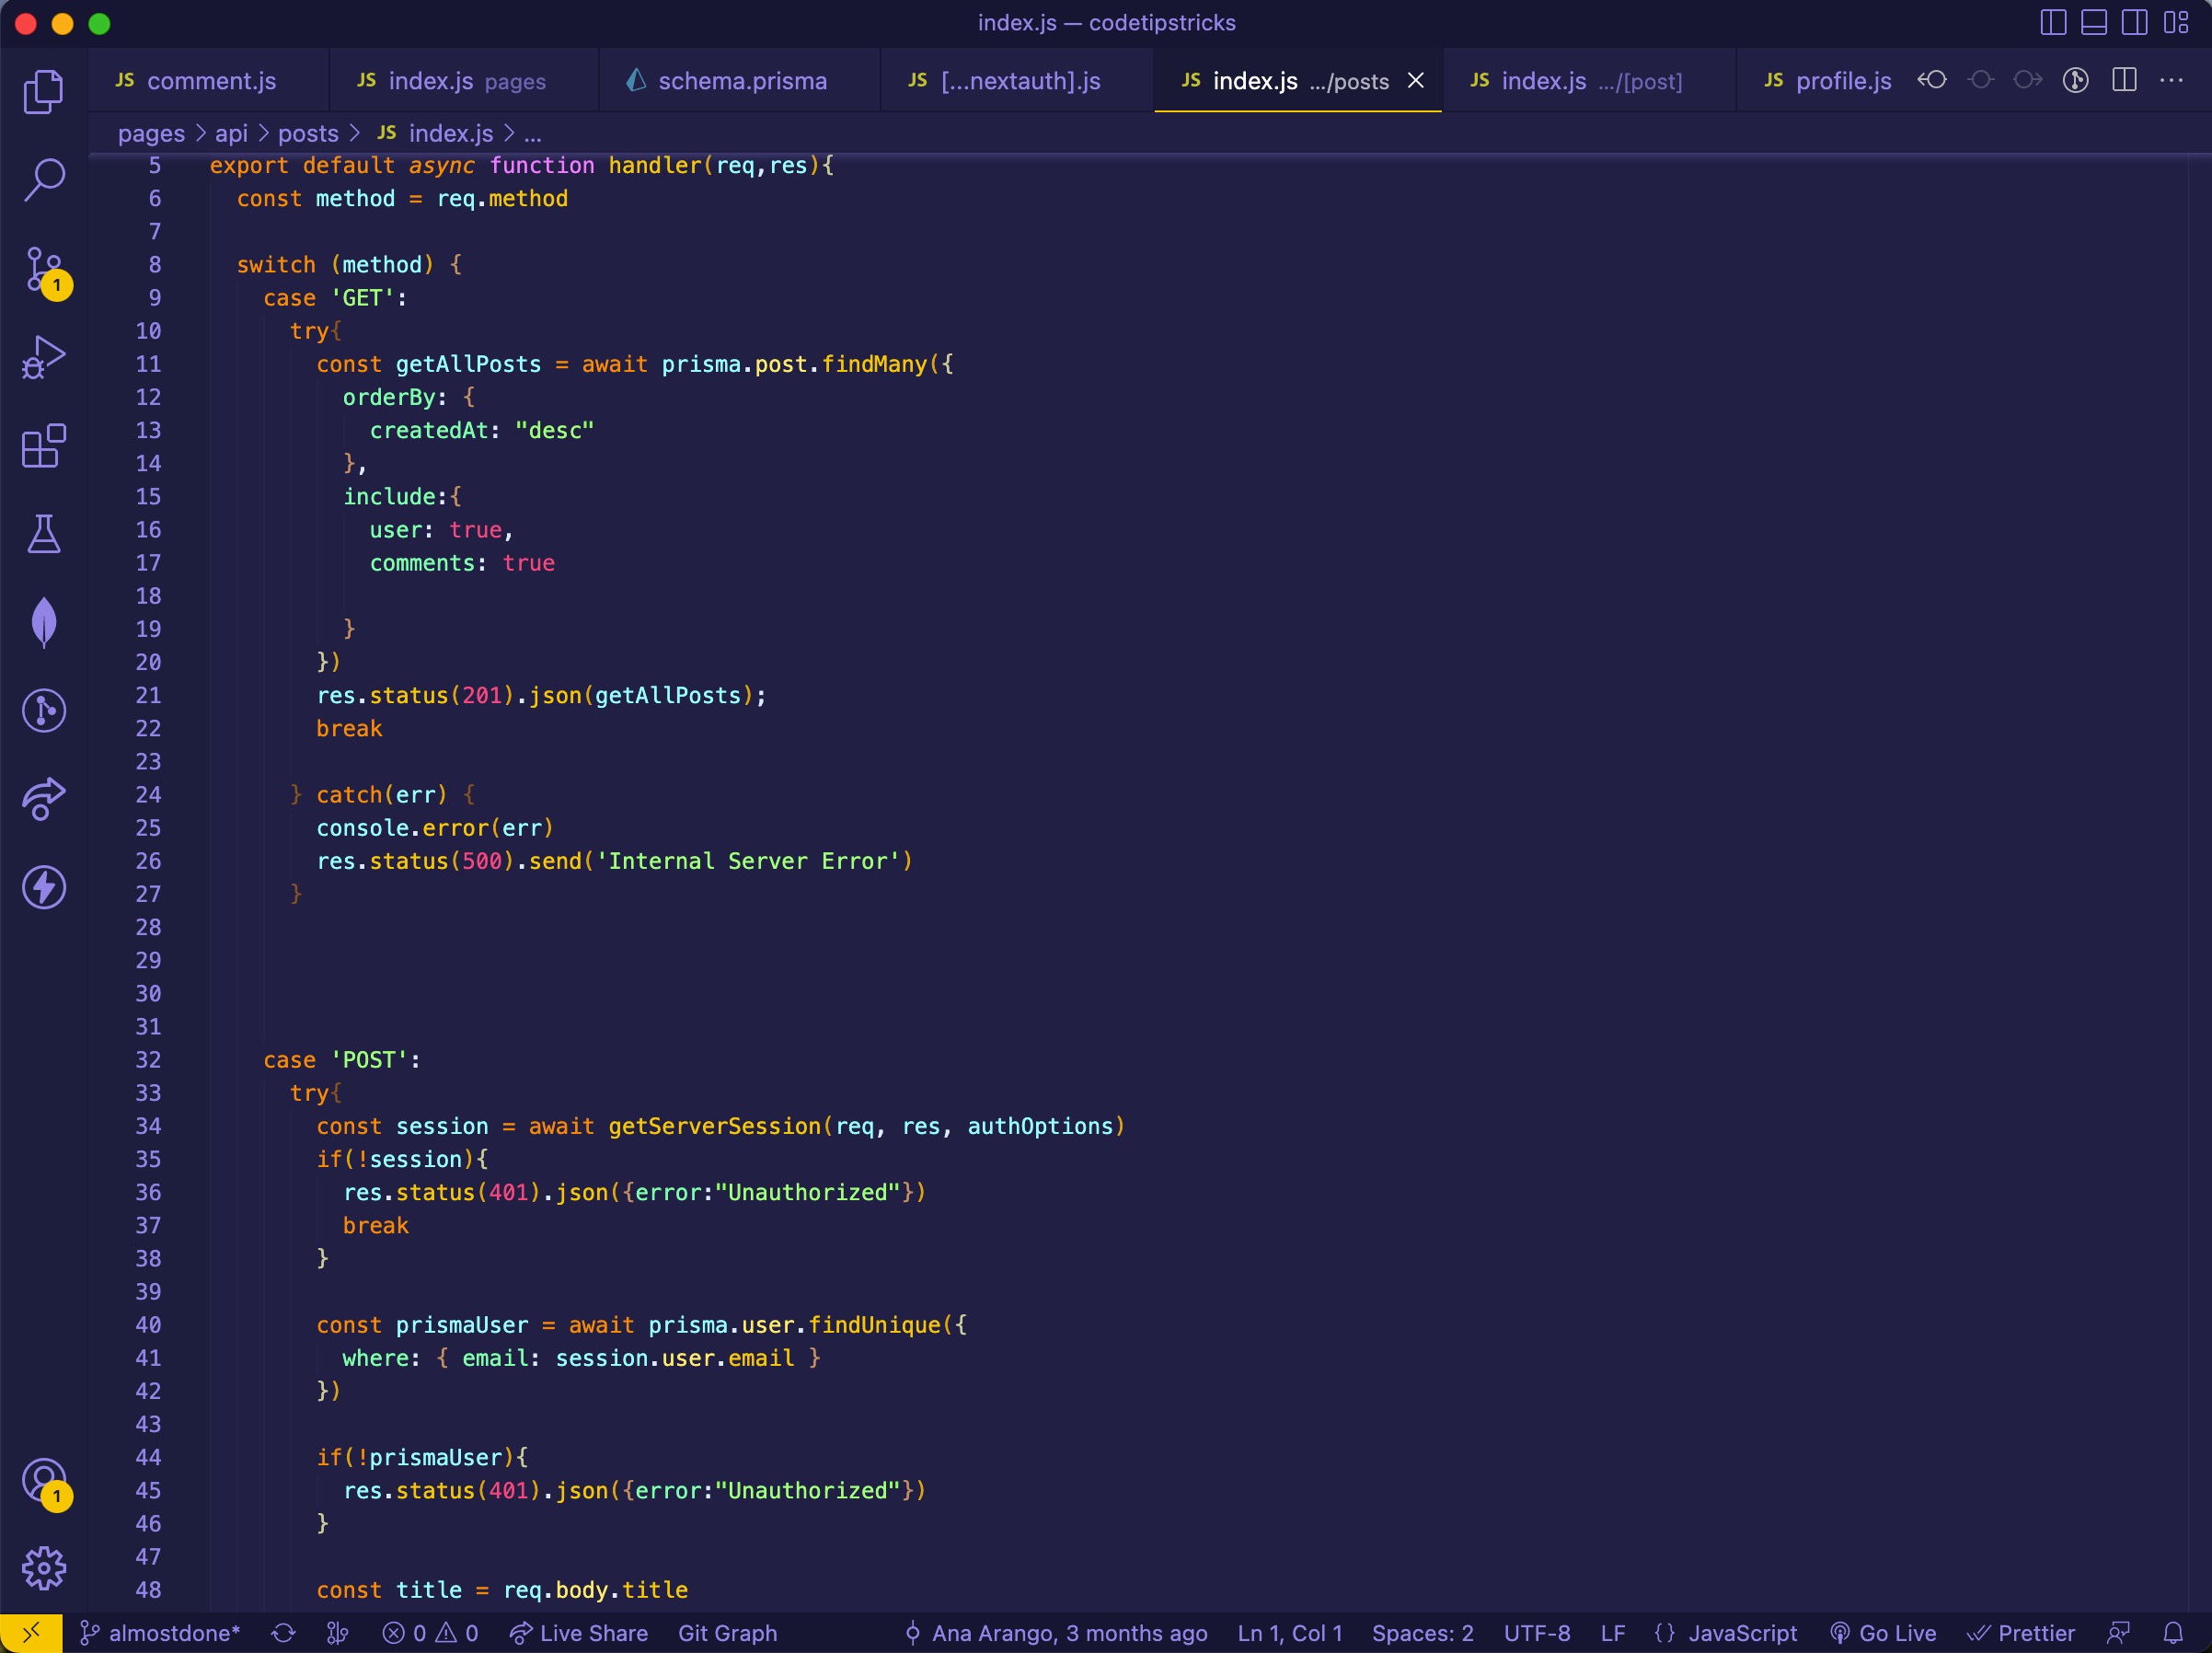 index.js — codetipstricks
JS comment.js JS index.js pages schema.prisma JS [...nextauth].js JS index.js .../posts JS index.js .../[post] JS profile.js
pages > api > posts > JS index.js > ...
5 export default async function handler(req,res){
6 const method = req.method
7
8 switch (method) {
9 case 'GET':
10 try{
11 const getAllPosts = await prisma.post.findMany({
12 orderBy: {
13 createdAt: "desc"
14 },
15 include:{
16 user: true,
17 comments: true
18
19 }
20 })
21 res.status(201).json(getAllPosts);
22 break
23
24 } catch(err) {
25 console.error(err)
26 res.status(500).send('Internal Server Error')
27 }
28
29
30
31
32 case 'POST':
33 try{
34 const session = await getServerSession(req, res, authOptions)
35 if(!session){
36 res.status(401).json({error:"Unauthorized"})
37 break
38 }
39
40 const prismaUser = await prisma.user.findUnique({
41 where: { email: session.user.email }
42 })
43
44 if(!prismaUser){
45 res.status(401).json({error:"Unauthorized"})
46 }
47
48 const title = req.body.title
1
1
almostdone* 0 0 Live Share Git Graph Ana Arango, 3 months ago Ln 1, Col 1 Spaces: 2 UTF-8 LF {} JavaScript Go Live Prettier